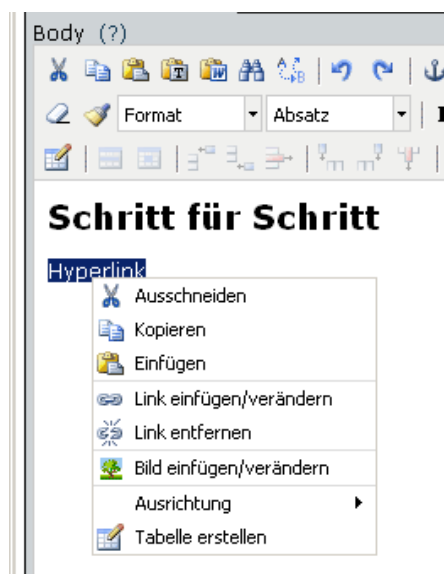 Body (?)
Format Absatz
Schritt für Schritt
Hyperlink
Ausschneiden
Kopieren
Einfügen
Link einfügen/verändern
Link entfernen
Bild einfügen/verändern
Ausrichtung
Tabelle erstellen